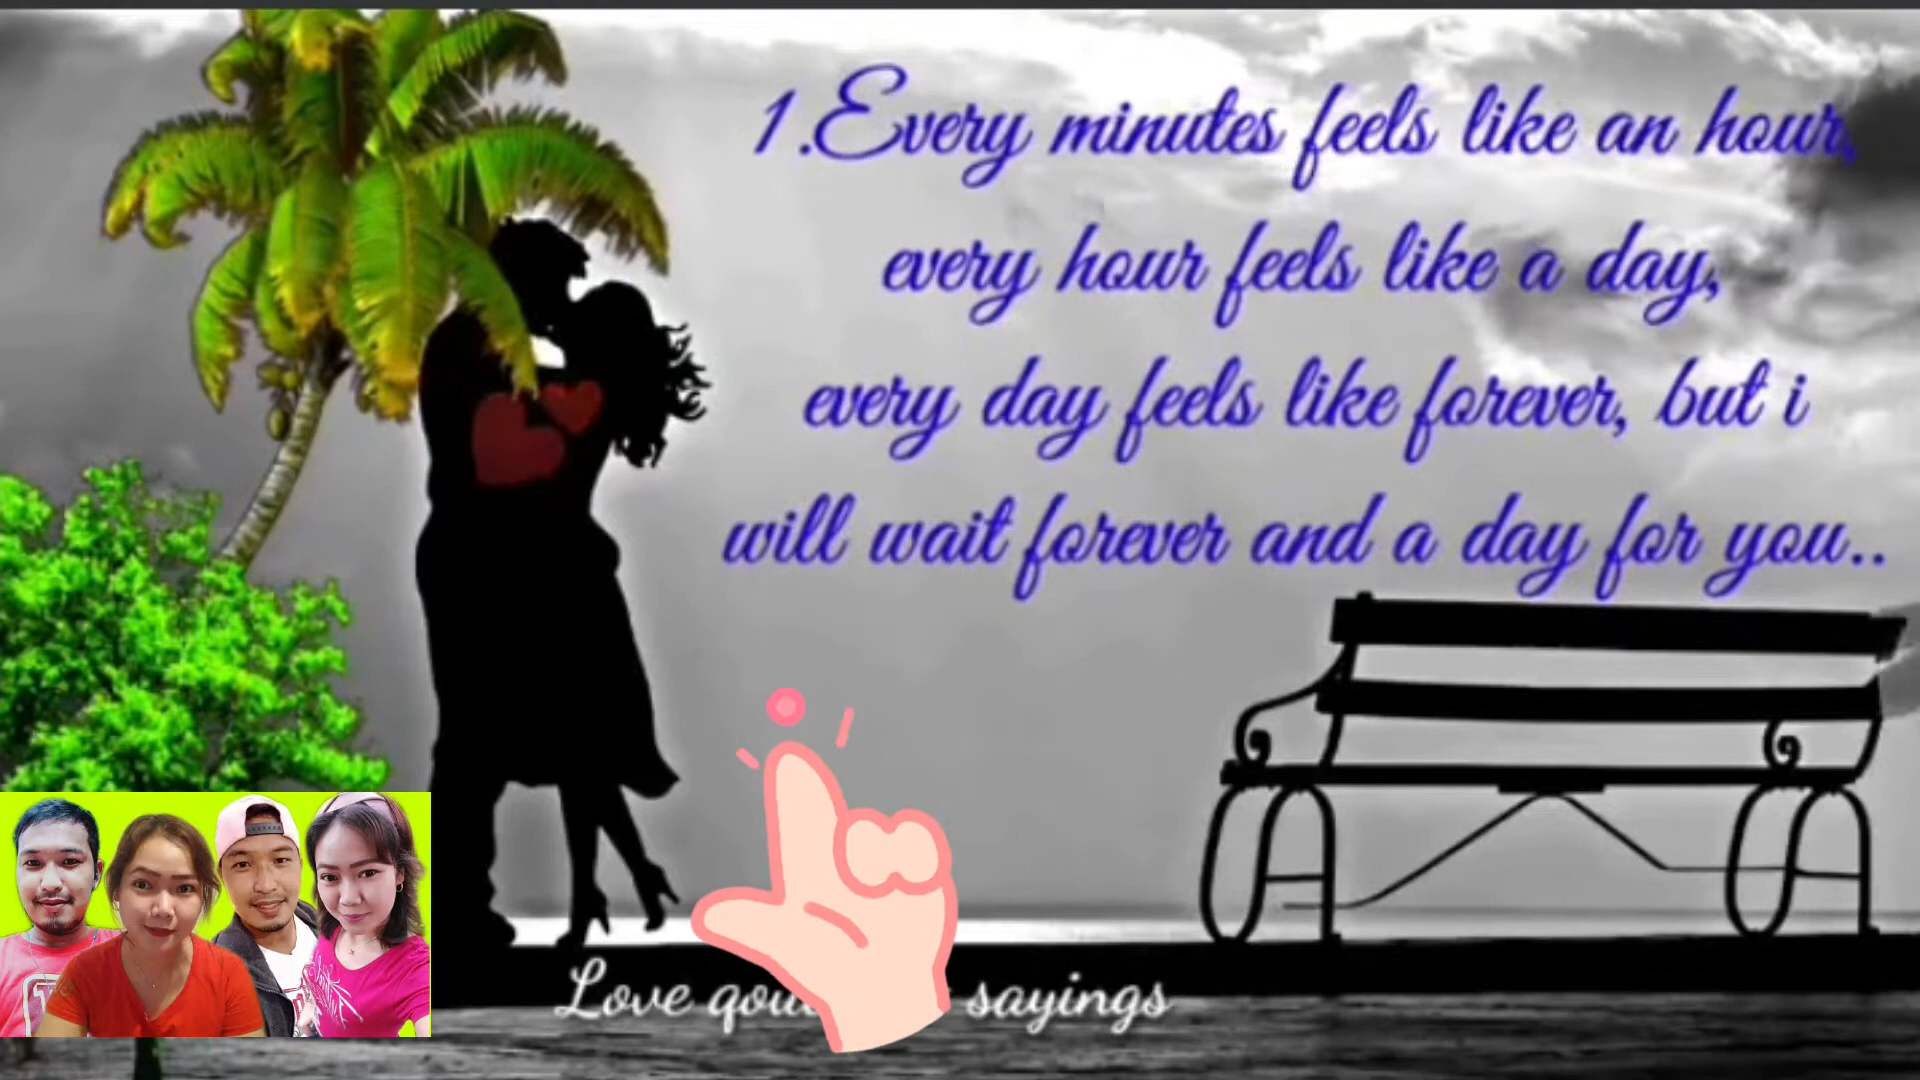 1.Every minutes feels like an hour,
every hour feels like a day,
every day feels like forever, but i
will wait forever and a day for you..
Love sayings